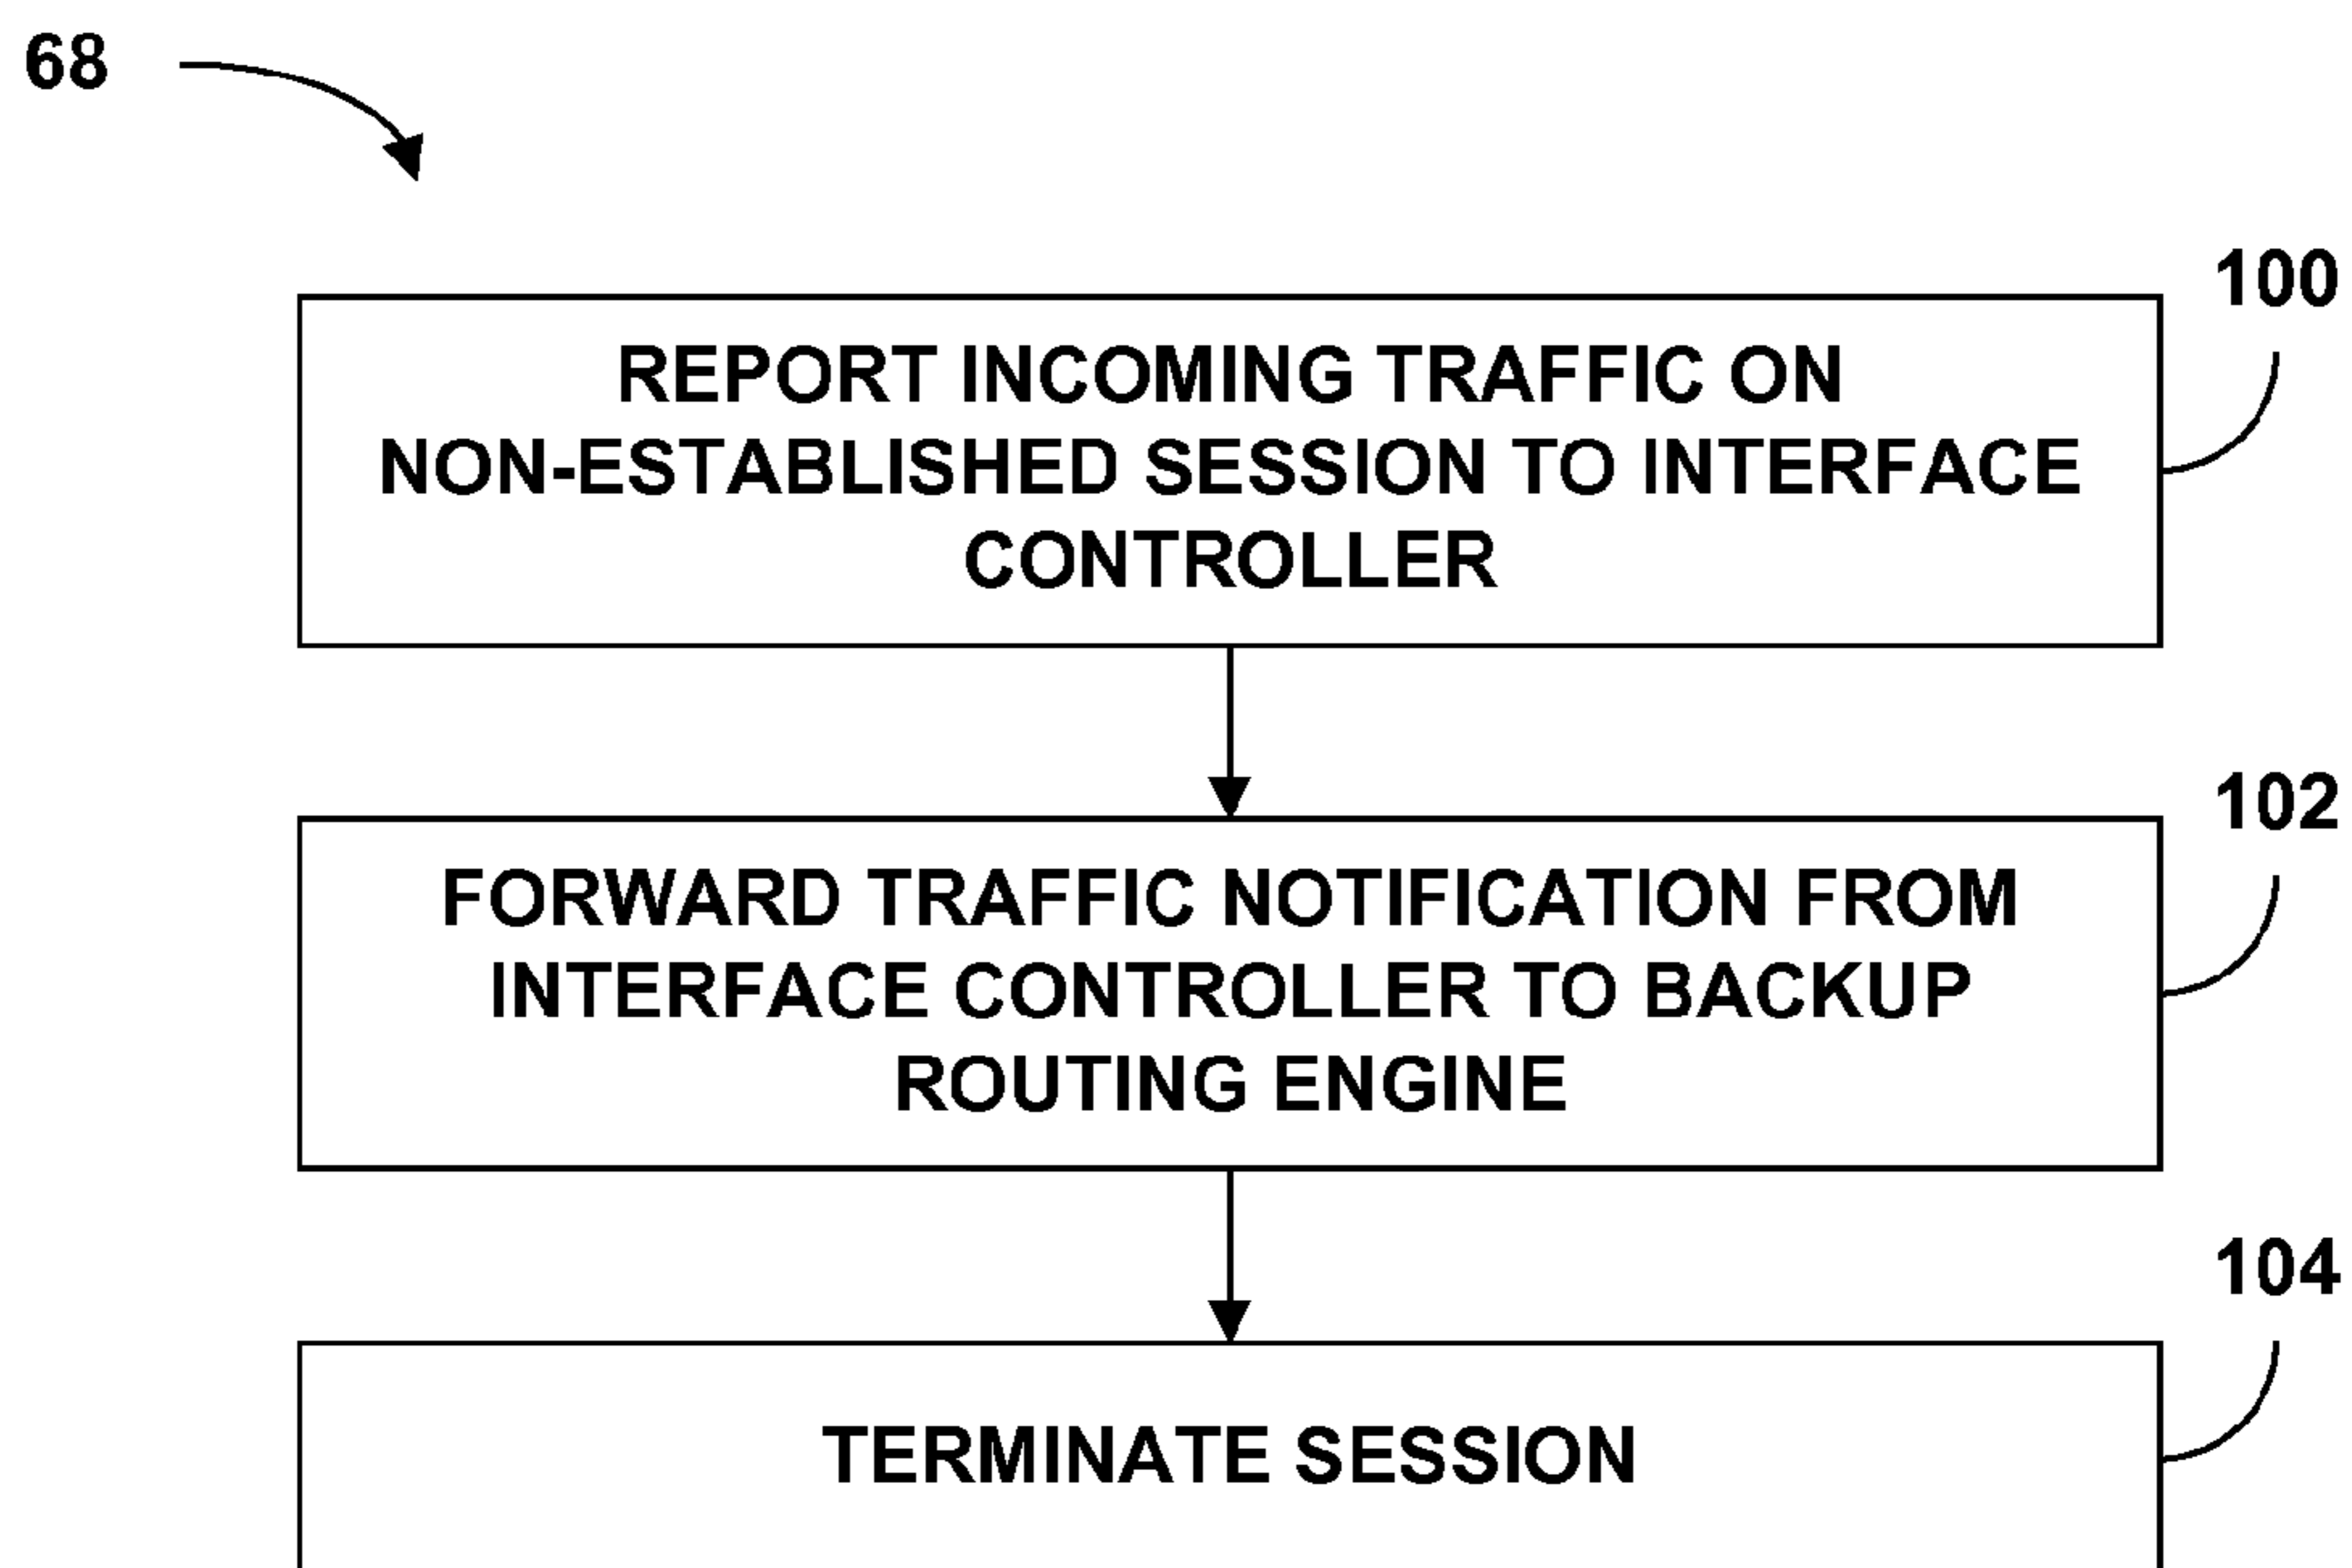 68
100
REPORT INCOMING TRAFFIC ON
NON-ESTABLISHED SESSION TO INTERFACE
CONTROLLER
102
FORWARD TRAFFIC NOTIFICATION FROM
INTERFACE CONTROLLER TO BACKUP
ROUTING ENGINE
104
TERMINATE SESSION